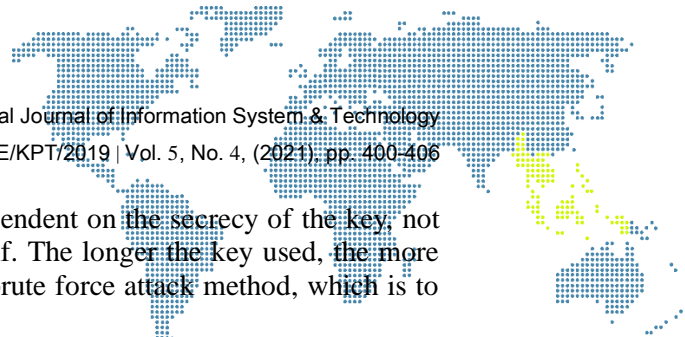 al Journal of Information System & Technology
E/KPT/2019 | Vol. 5, No. 4, (2021), pp. 400-406
endent on the secrecy of the key, not
f. The longer the key used, the more
brute force attack method, which is to